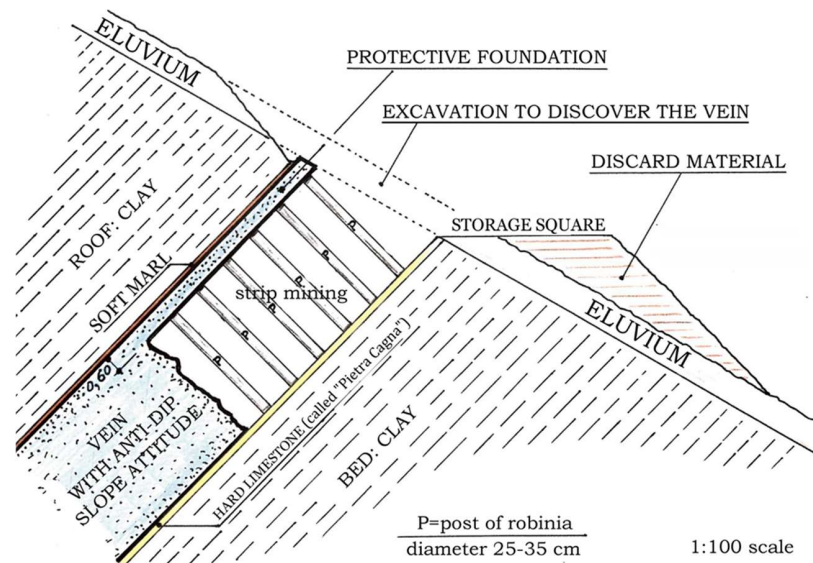 ELUVIUM
PROTECTIVE FOUNDATION
EXCAVATION TO DISCOVER THE VEIN
DISCARD MATERIAL
STORAGE SQUARE
ROOF: CLAY
SOFT MARL
P
P
P
strip mining
P
P
P
ELUVIUM
0,60
VEIN
WITH ANTI-DIP
SLOPE ATTITUDE
HARD LIMESTONE (called "Pietra Cagna")
BED: CLAY
P=post of robinia
diameter 25-35 cm
1:100 scale